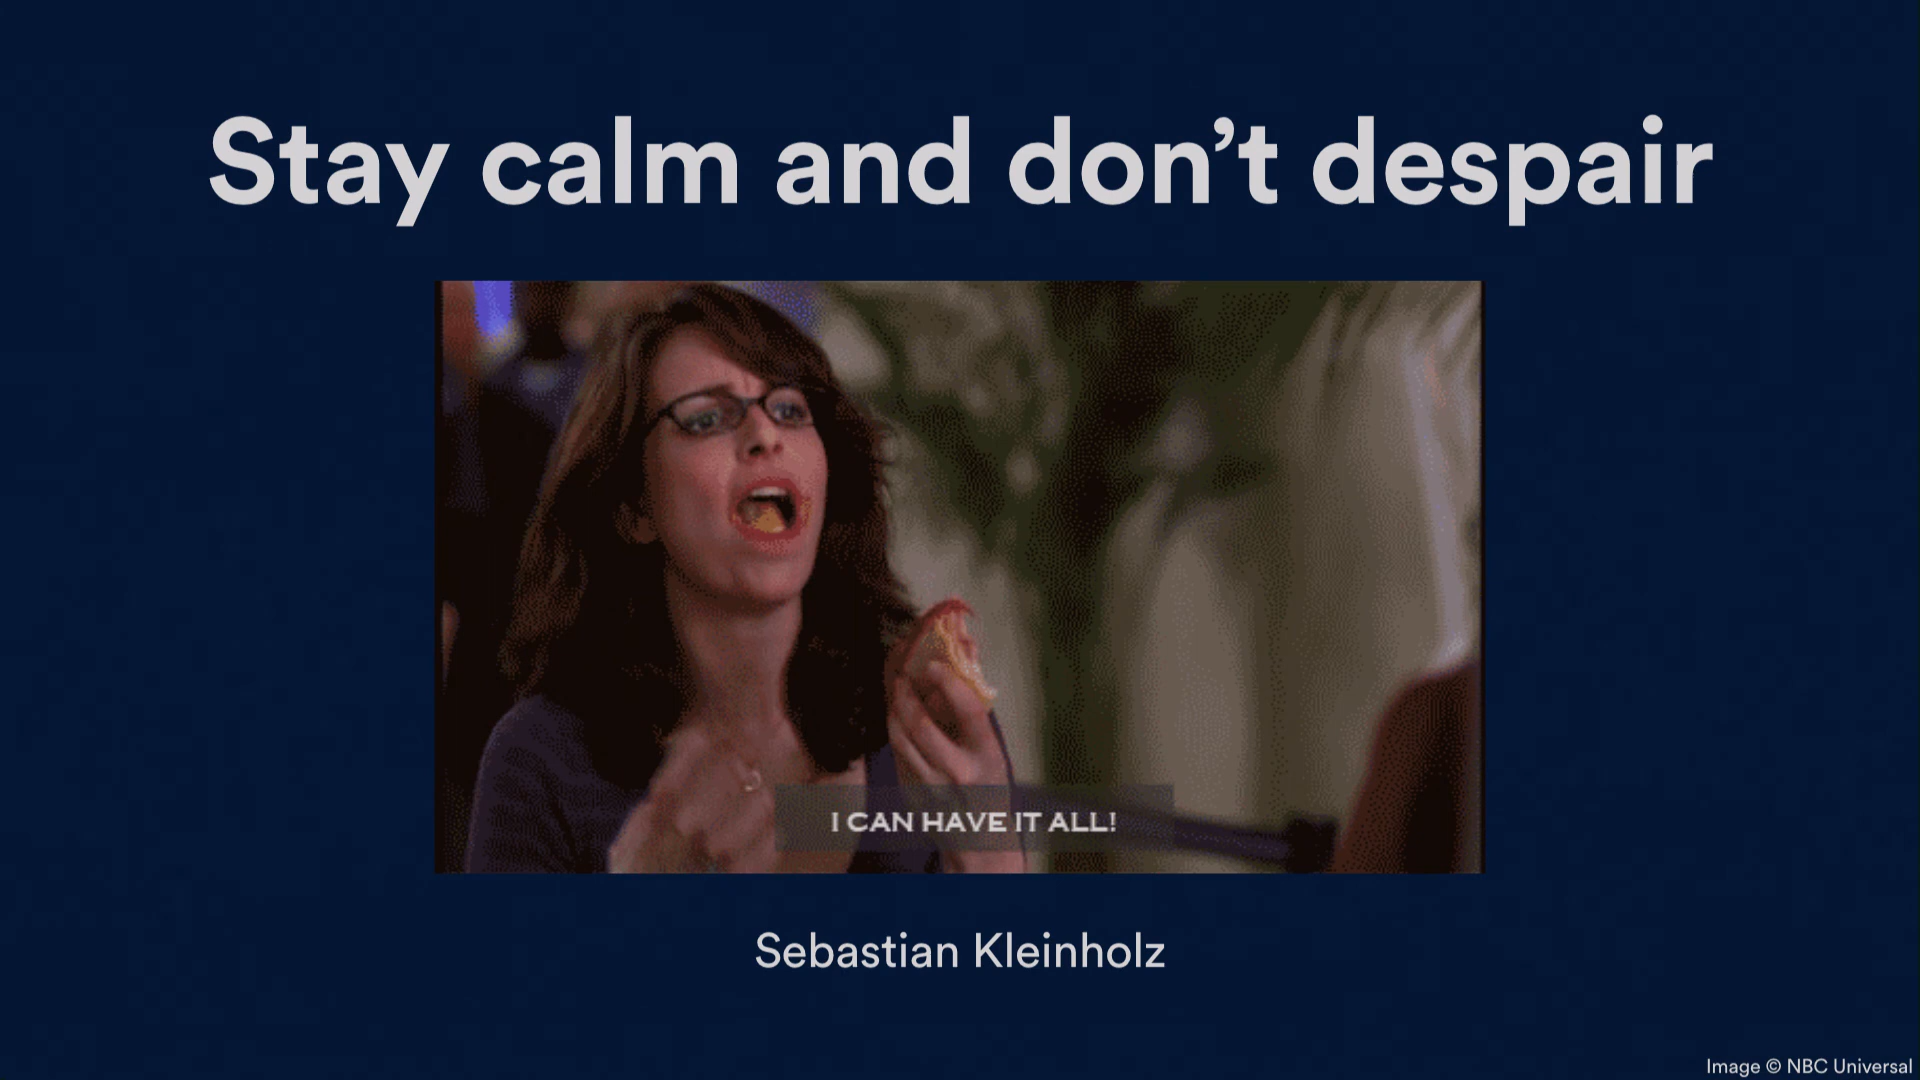 Stay calm and don’t despair
I CAN HAVE IT ALL!
Sebastian Kleinholz
Image © NBC Universal